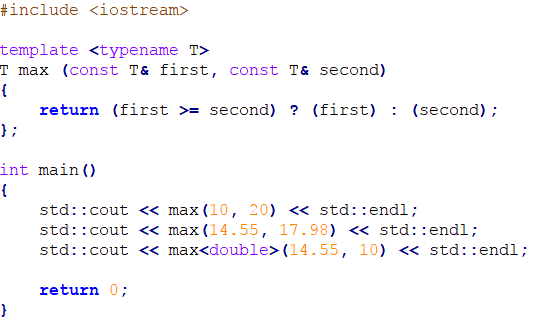 #include <iostream>

template <typename T>
T max (const T& first, const T& second)
{
    return (first >= second) ? (first) : (second);
};

int main()
{
    std::cout << max(10, 20) << std::endl;
    std::cout << max(14.55, 17.98) << std::endl;
    std::cout << max<double>(14.55, 10) << std::endl;

    return 0;
}